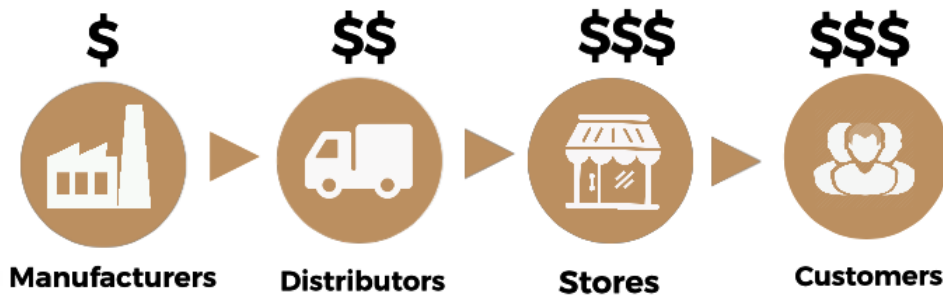 $ $$ $$$ $$$
Manufacturers Distributors Stores Customers